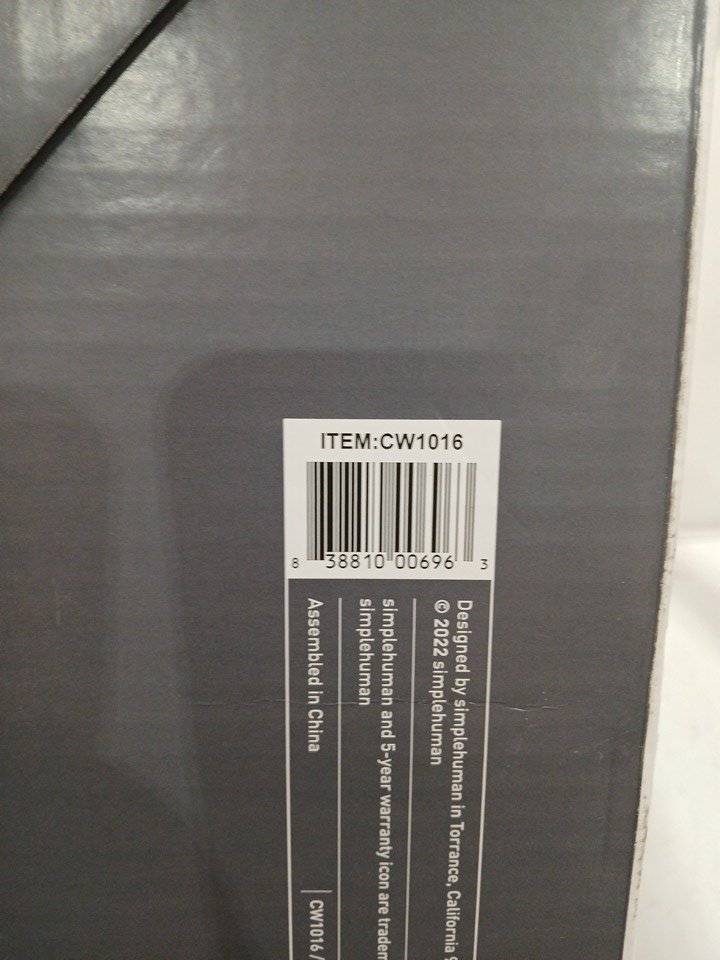 ITEM:CW1016
8 38810 00696 3
Designed by simplehuman in Torrance, California
© 2022 simplehuman
simplehuman and 5-year warranty icon are
simplehuman
Assembled in China
CW1016/